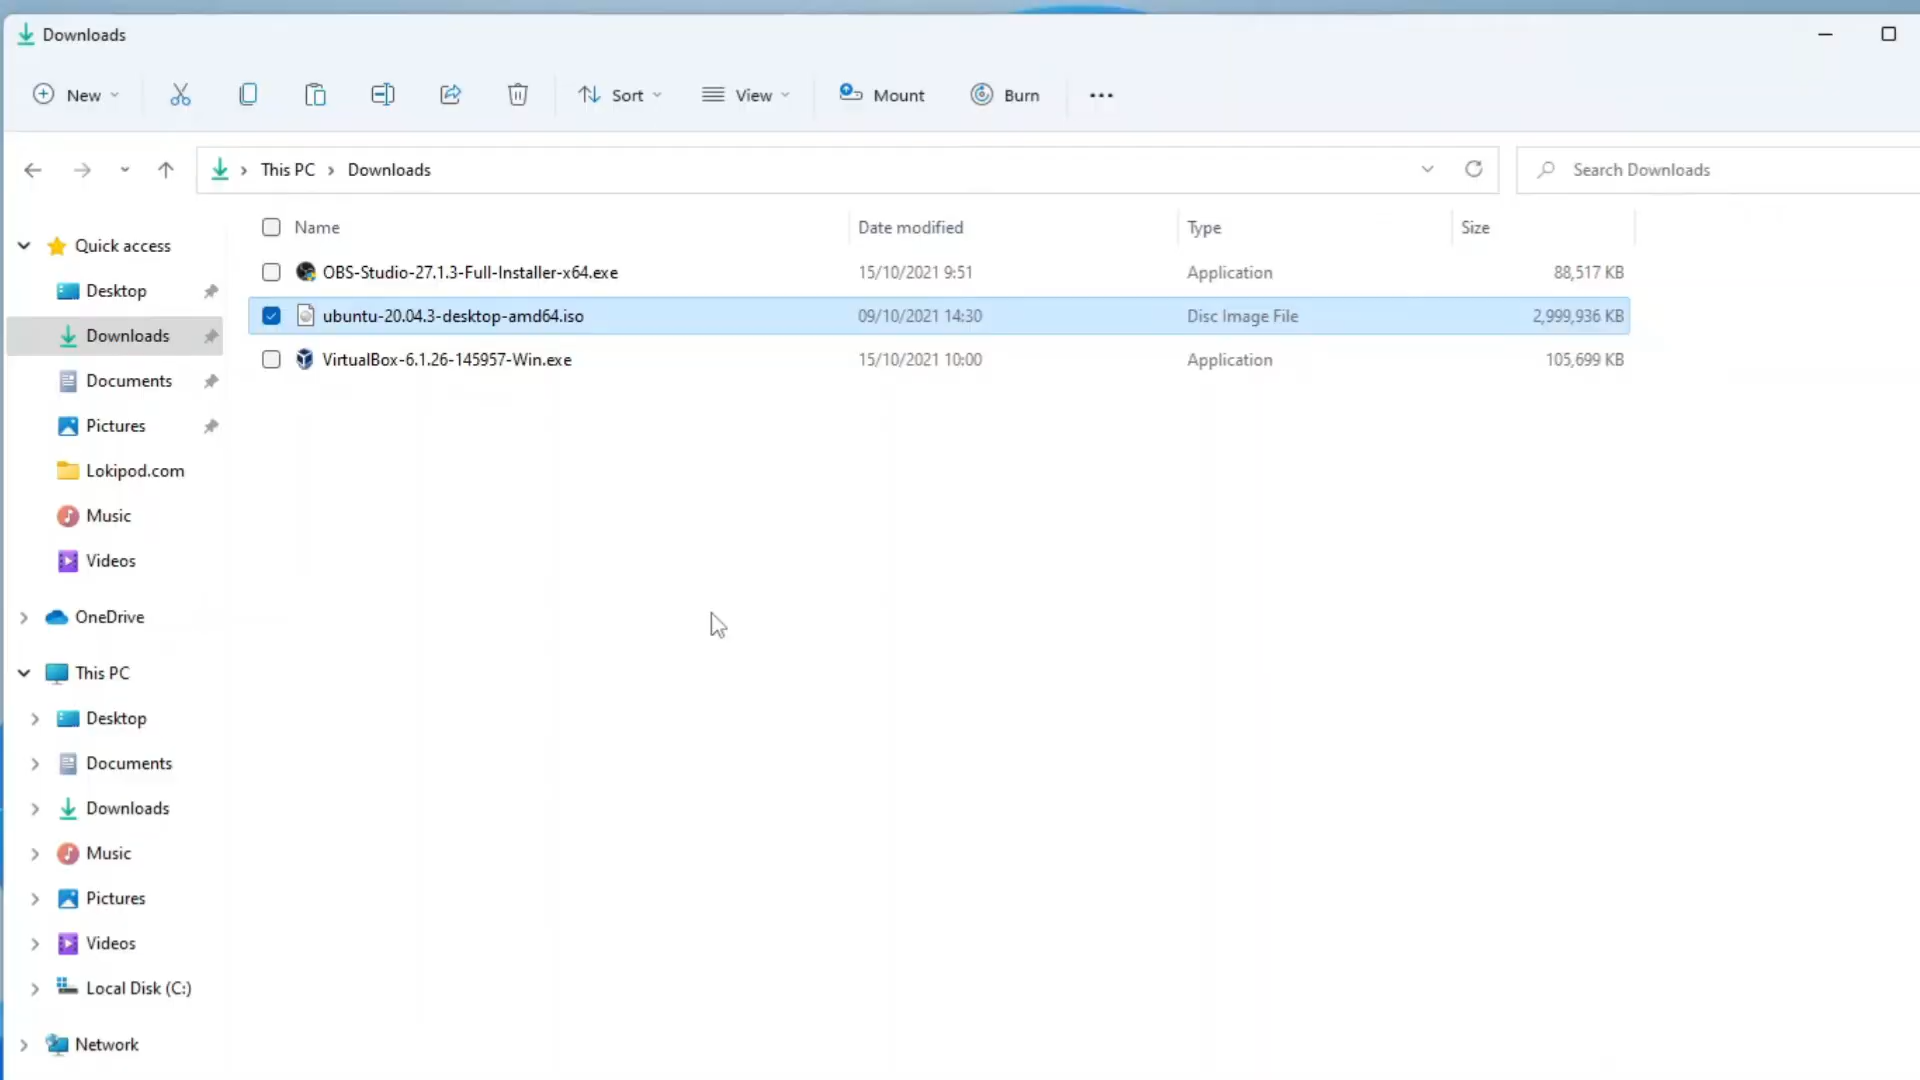 Downloads
New
Sort
View
Mount
Burn
This PC
Downloads
Search Downloads
Name Date modified Type Size
OBS-Studio-27.1.3-Full-Installer-x64.exe 15/10/2021 9:51 Application 88,517 KB
ubuntu-20.04.3-desktop-amd64.iso 09/10/2021 14:30 Disc Image File 2,999,936 KB
VirtualBox-6.1.26-145957-Win.exe 15/10/2021 10:00 Application 105,699 KB
Quick access
Desktop
Downloads
Documents
Pictures
Lokipod.com
Music
Videos
OneDrive
This PC
Desktop
Documents
Downloads
Music
Pictures
Videos
Local Disk (C:)
Network